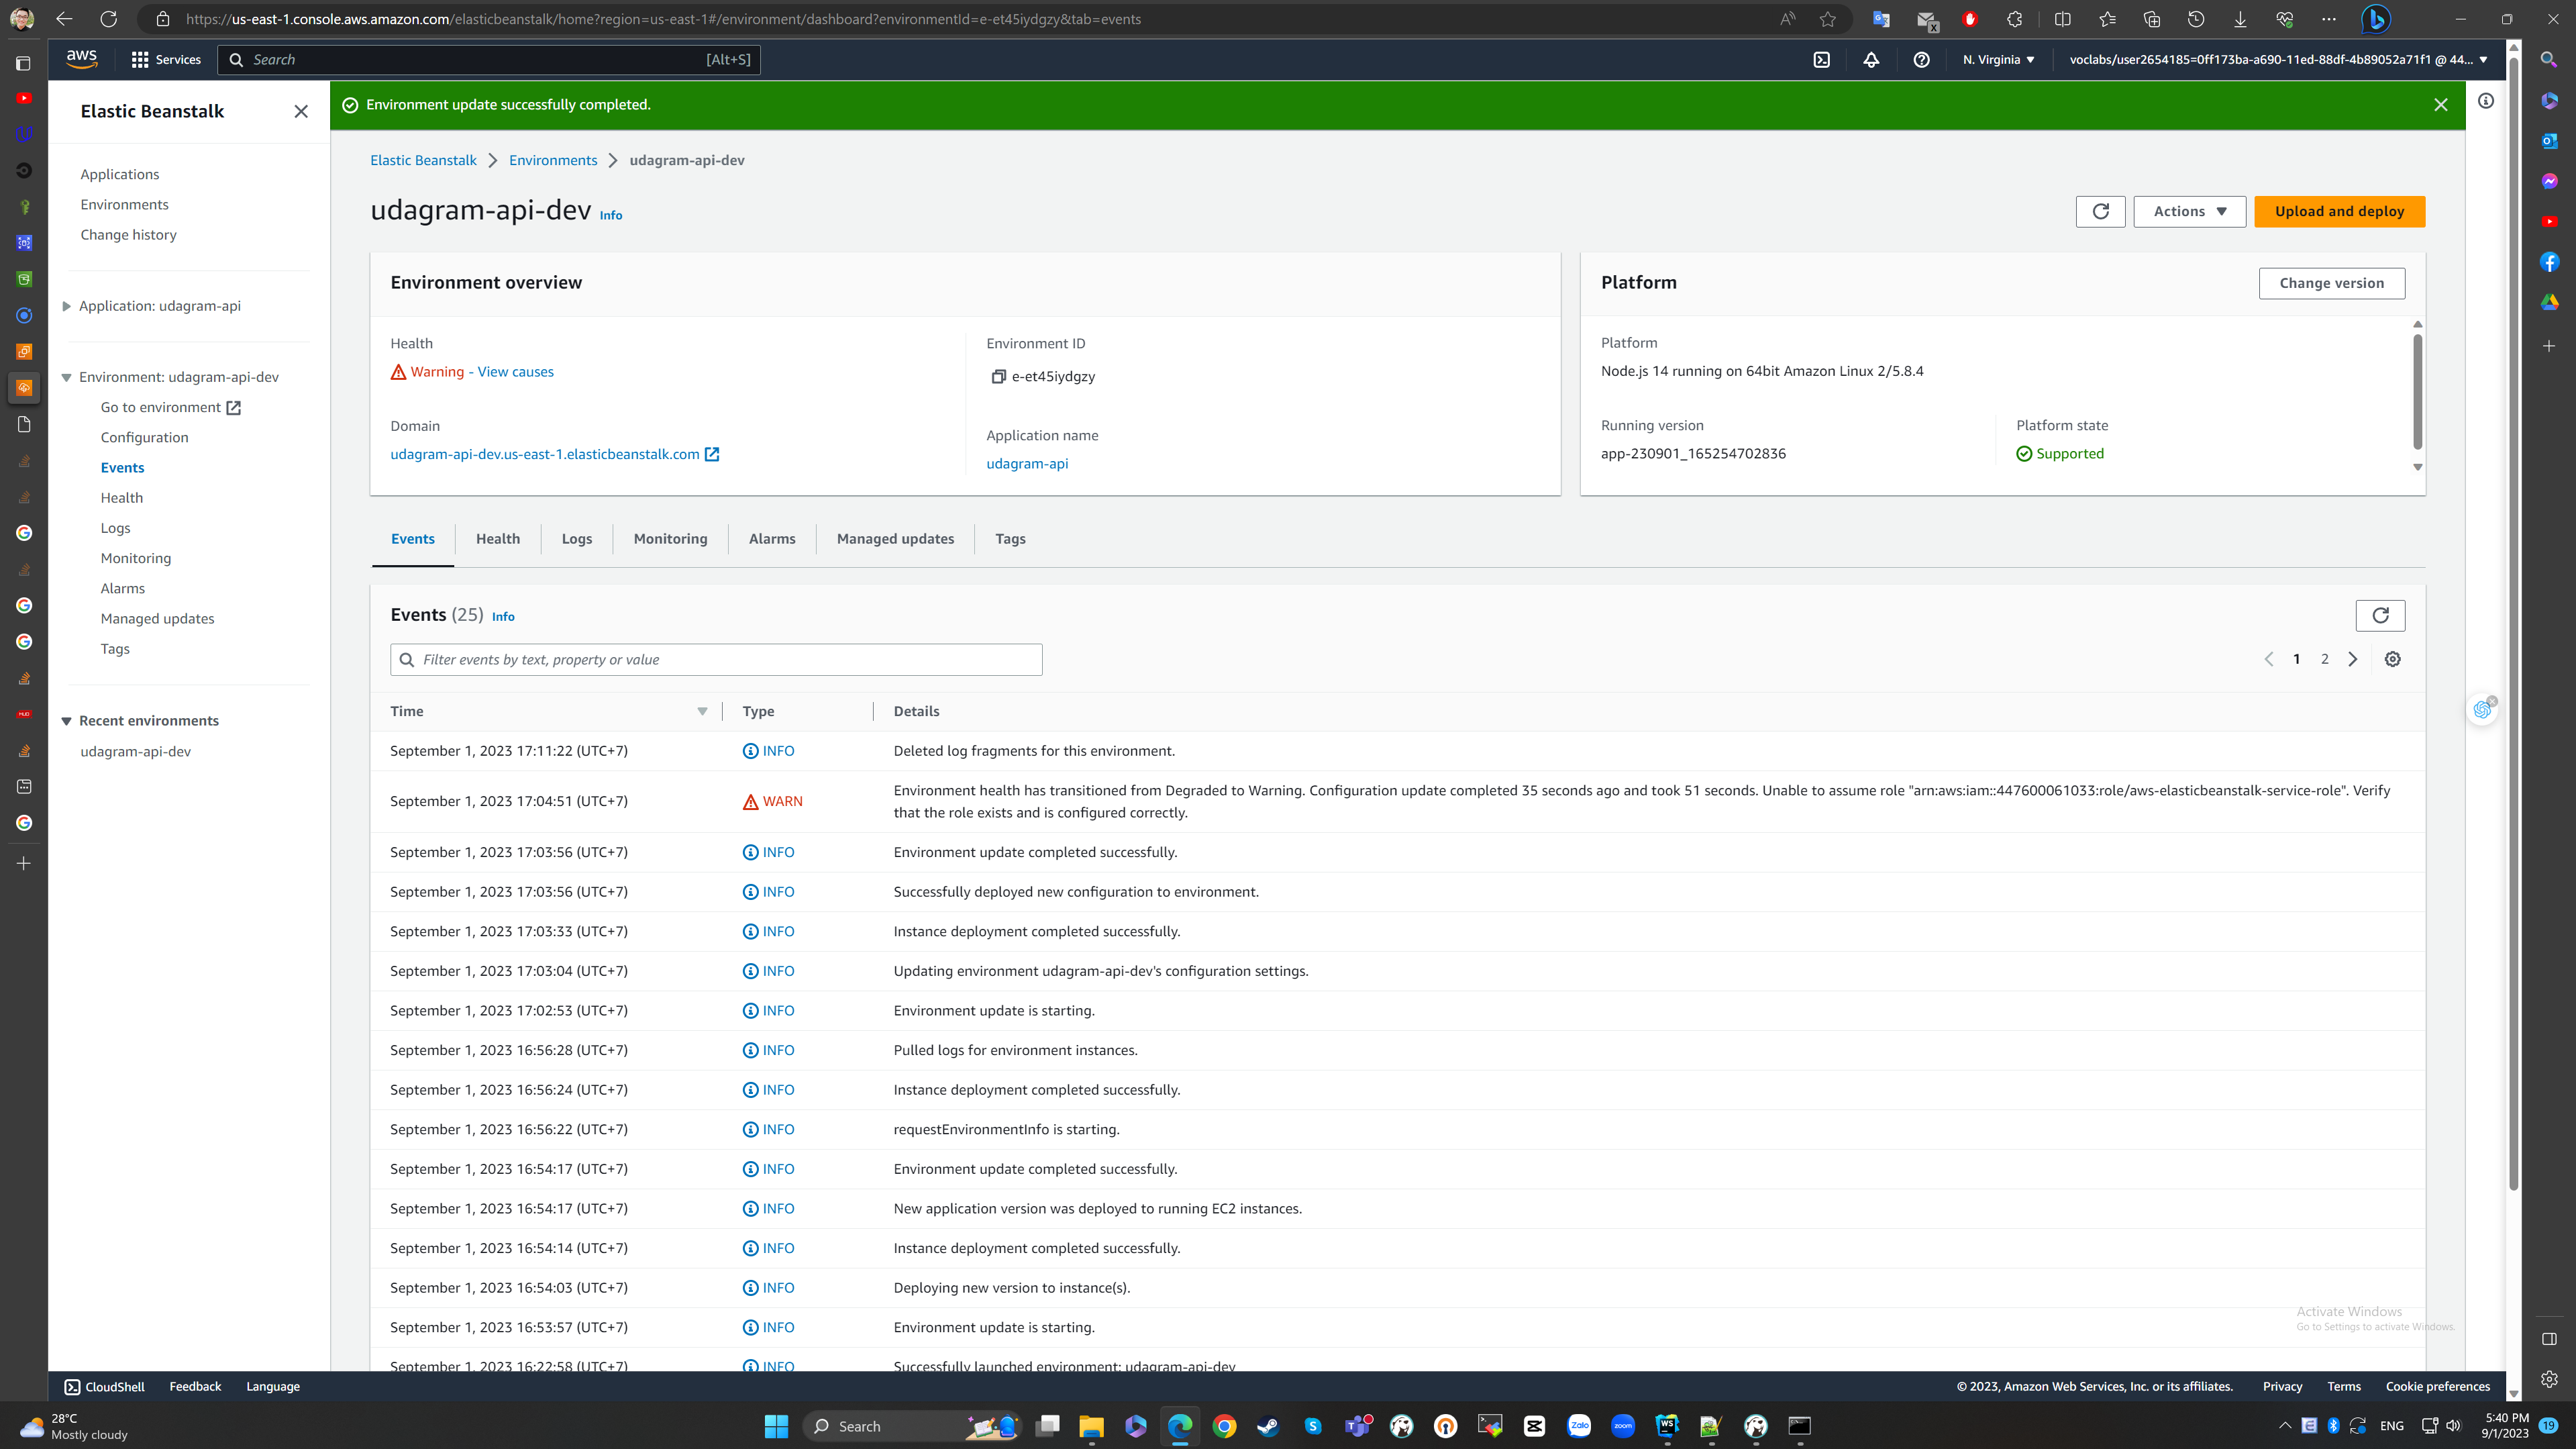 https://us-east-1.console.aws.amazon.com/elasticbeanstalk/home?region=us-east-1#/environment/dashboard?environmentId=e-et45iydgzy&tab=events
aws
Services
Search
[Alt+S]
N. Virginia
voclabs/user2654185=0ff173ba-a690-11ed-88df-4b89052a71f1 @ 44...
Elastic Beanstalk
Applications
Environments
Change history
Application: udagram-api
Environment: udagram-api-dev
Go to environment
Configuration
Events
Health
Logs
Monitoring
Alarms
Managed updates
Tags
Recent environments
udagram-api-dev
Environment update successfully completed.
Elastic Beanstalk > Environments > udagram-api-dev
udagram-api-dev Info
Actions
Upload and deploy
Environment overview
Health
Warning - View causes
Domain
udagram-api-dev.us-east-1.elasticbeanstalk.com
Environment ID
e-et45iydgzy
Application name
udagram-api
Platform
Change version
Platform
Node.js 14 running on 64bit Amazon Linux 2/5.8.4
Running version
app-230901_165254702836
Platform state
Supported
Events Health Logs Monitoring Alarms Managed updates Tags
Events (25) Info
Filter events by text, property or value
1 2
Time Type Details
September 1, 2023 17:11:22 (UTC+7) INFO Deleted log fragments for this environment.
September 1, 2023 17:04:51 (UTC+7) WARN Environment health has transitioned from Degraded to Warning. Configuration update completed 35 seconds ago and took 51 seconds. Unable to assume role "arn:aws:iam::447600061033:role/aws-elasticbeanstalk-service-role". Verify
that the role exists and is configured correctly.
September 1, 2023 17:03:56 (UTC+7) INFO Environment update completed successfully.
September 1, 2023 17:03:56 (UTC+7) INFO Successfully deployed new configuration to environment.
September 1, 2023 17:03:33 (UTC+7) INFO Instance deployment completed successfully.
September 1, 2023 17:03:04 (UTC+7) INFO Updating environment udagram-api-dev's configuration settings.
September 1, 2023 17:02:53 (UTC+7) INFO Environment update is starting.
September 1, 2023 16:56:28 (UTC+7) INFO Pulled logs for environment instances.
September 1, 2023 16:56:24 (UTC+7) INFO Instance deployment completed successfully.
September 1, 2023 16:56:22 (UTC+7) INFO requestEnvironmentInfo is starting.
September 1, 2023 16:54:17 (UTC+7) INFO Environment update completed successfully.
September 1, 2023 16:54:17 (UTC+7) INFO New application version was deployed to running EC2 instances.
September 1, 2023 16:54:14 (UTC+7) INFO Instance deployment completed successfully.
September 1, 2023 16:54:03 (UTC+7) INFO Deploying new version to instance(s).
September 1, 2023 16:53:57 (UTC+7) INFO Environment update is starting.
September 1, 2023 16:22:58 (UTC+7) INFO Successfully launched environment: udagram-api-dev
Activate Windows
Go to Settings to activate Windows.
CloudShell Feedback Language
© 2023, Amazon Web Services, Inc. or its affiliates. Privacy Terms Cookie preferences
28°C
Mostly cloudy
Search
Zalo
zoom
ENG
5:40 PM
9/1/2023
19